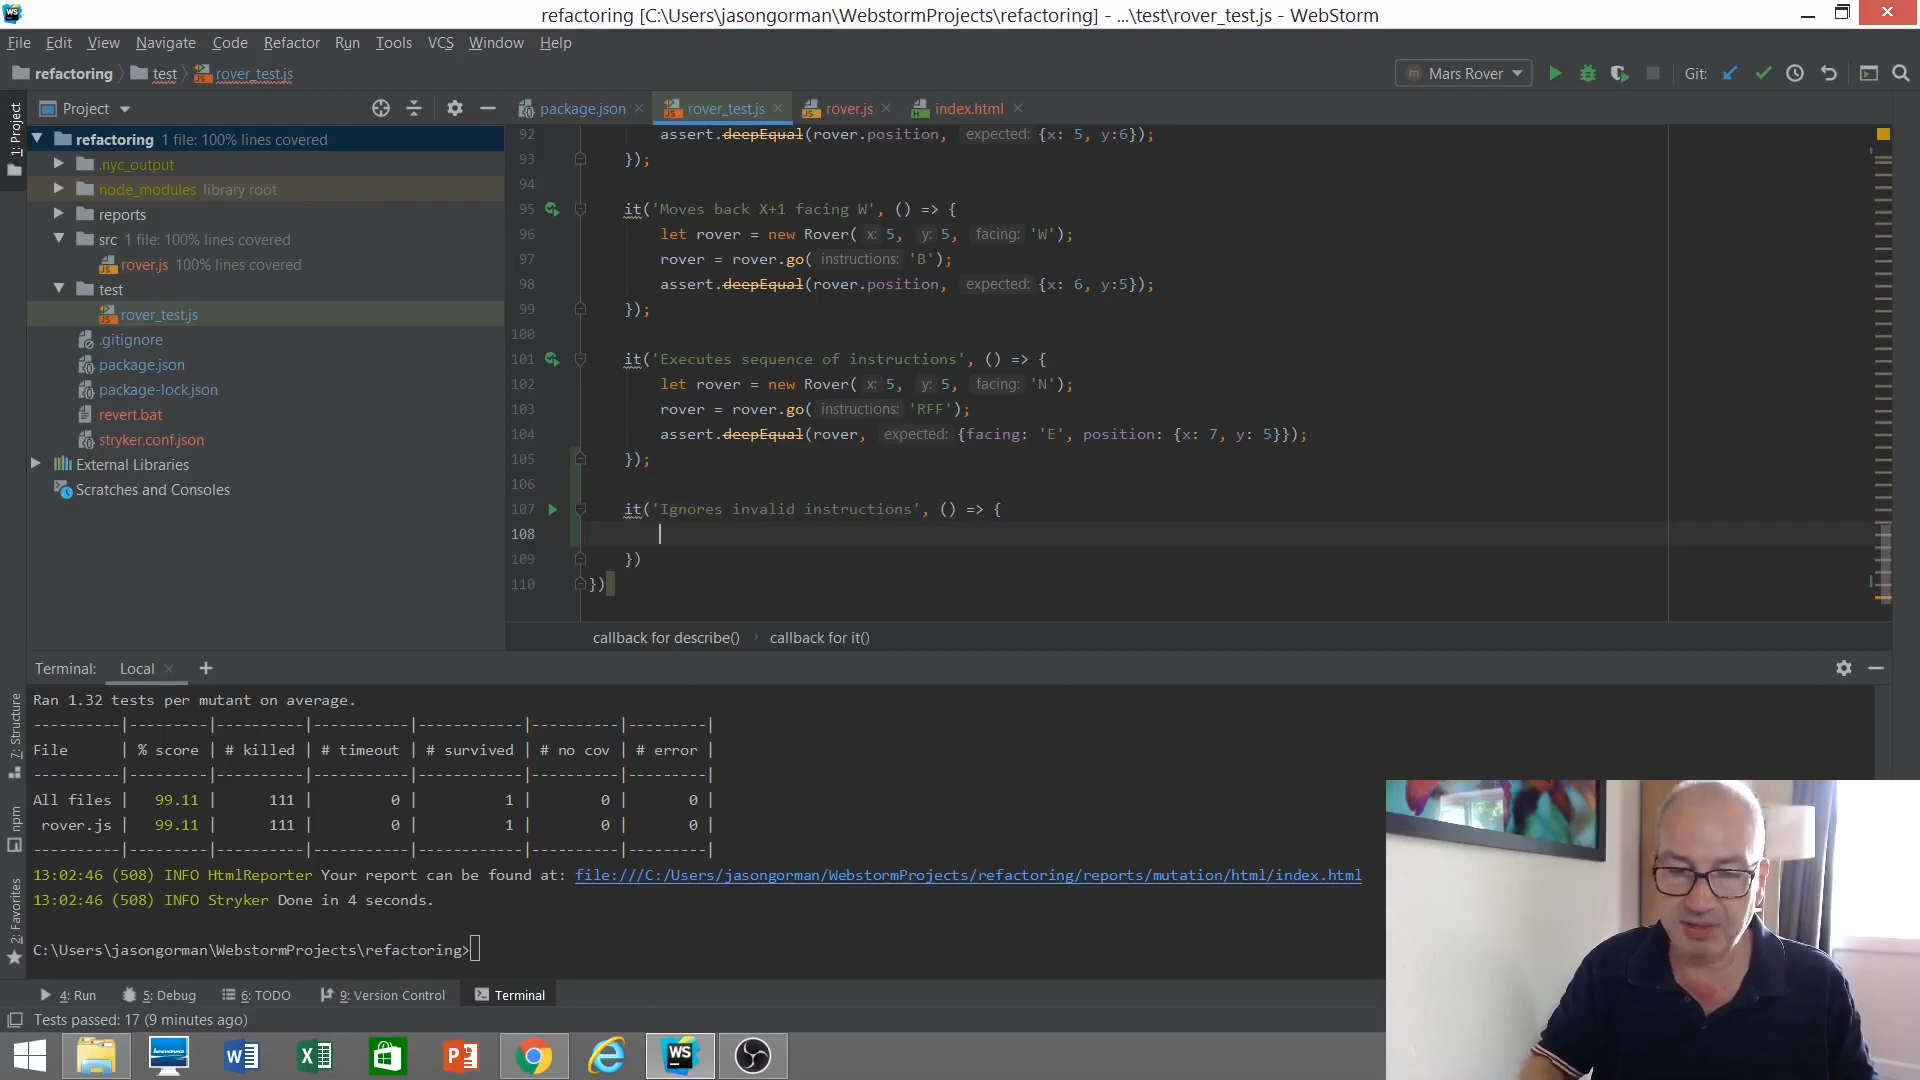 refactoring [C:\Users\jasongorman\WebstormProjects\refactoring] - ...\test\rover_test.js - WebStorm
File Edit View Navigate Code Refactor Run Tools VCS Window Help
refactoring test rover_test.js Mars Rover Git:
1: Project
Project
package.json rover_test.js rover.js index.html
refactoring 1 file: 100% lines covered
.nyc_output
node_modules library root
reports
src 1 file: 100% lines covered
rover.js 100% lines covered
test
rover_test.js
.gitignore
package.json
package-lock.json
revert.bat
stryker.conf.json
External Libraries
Scratches and Consoles
92 assert.deepEqual(rover.position, expected: {x: 5, y:6});
93 });
94
95 it('Moves back X+1 facing W', () => {
96 let rover = new Rover( x: 5, y: 5, facing: 'W');
97 rover = rover.go( instructions: 'B');
98 assert.deepEqual(rover.position, expected: {x: 6, y:5});
99 });
100
101 it('Executes sequence of instructions', () => {
102 let rover = new Rover( x: 5, y: 5, facing: 'N');
103 rover = rover.go( instructions: 'RFF');
104 assert.deepEqual(rover, expected: {facing: 'E', position: {x: 7, y: 5}});
105 });
106
107 it('Ignores invalid instructions', () => {
108
109 })
110 })
callback for describe() callback for it()
Terminal: Local +
7: Structure
npm
2: Favorites
Ran 1.32 tests per mutant on average.
----------|---------|----------|-----------|------------|----------|---------|
File | % score | # killed | # timeout | # survived | # no cov | # error |
----------|---------|----------|-----------|------------|----------|---------|
All files | 99.11 | 111 | 0 | 1 | 0 | 0 |
rover.js | 99.11 | 111 | 0 | 1 | 0 | 0 |
----------|---------|----------|-----------|------------|----------|---------|
13:02:46 (508) INFO HtmlReporter Your report can be found at: file:///C:/Users/jasongorman/WebstormProjects/refactoring/reports/mutation/html/index.html
13:02:46 (508) INFO Stryker Done in 4 seconds.
C:\Users\jasongorman\WebstormProjects\refactoring>
4: Run 5: Debug 6: TODO 9: Version Control Terminal
Tests passed: 17 (9 minutes ago)